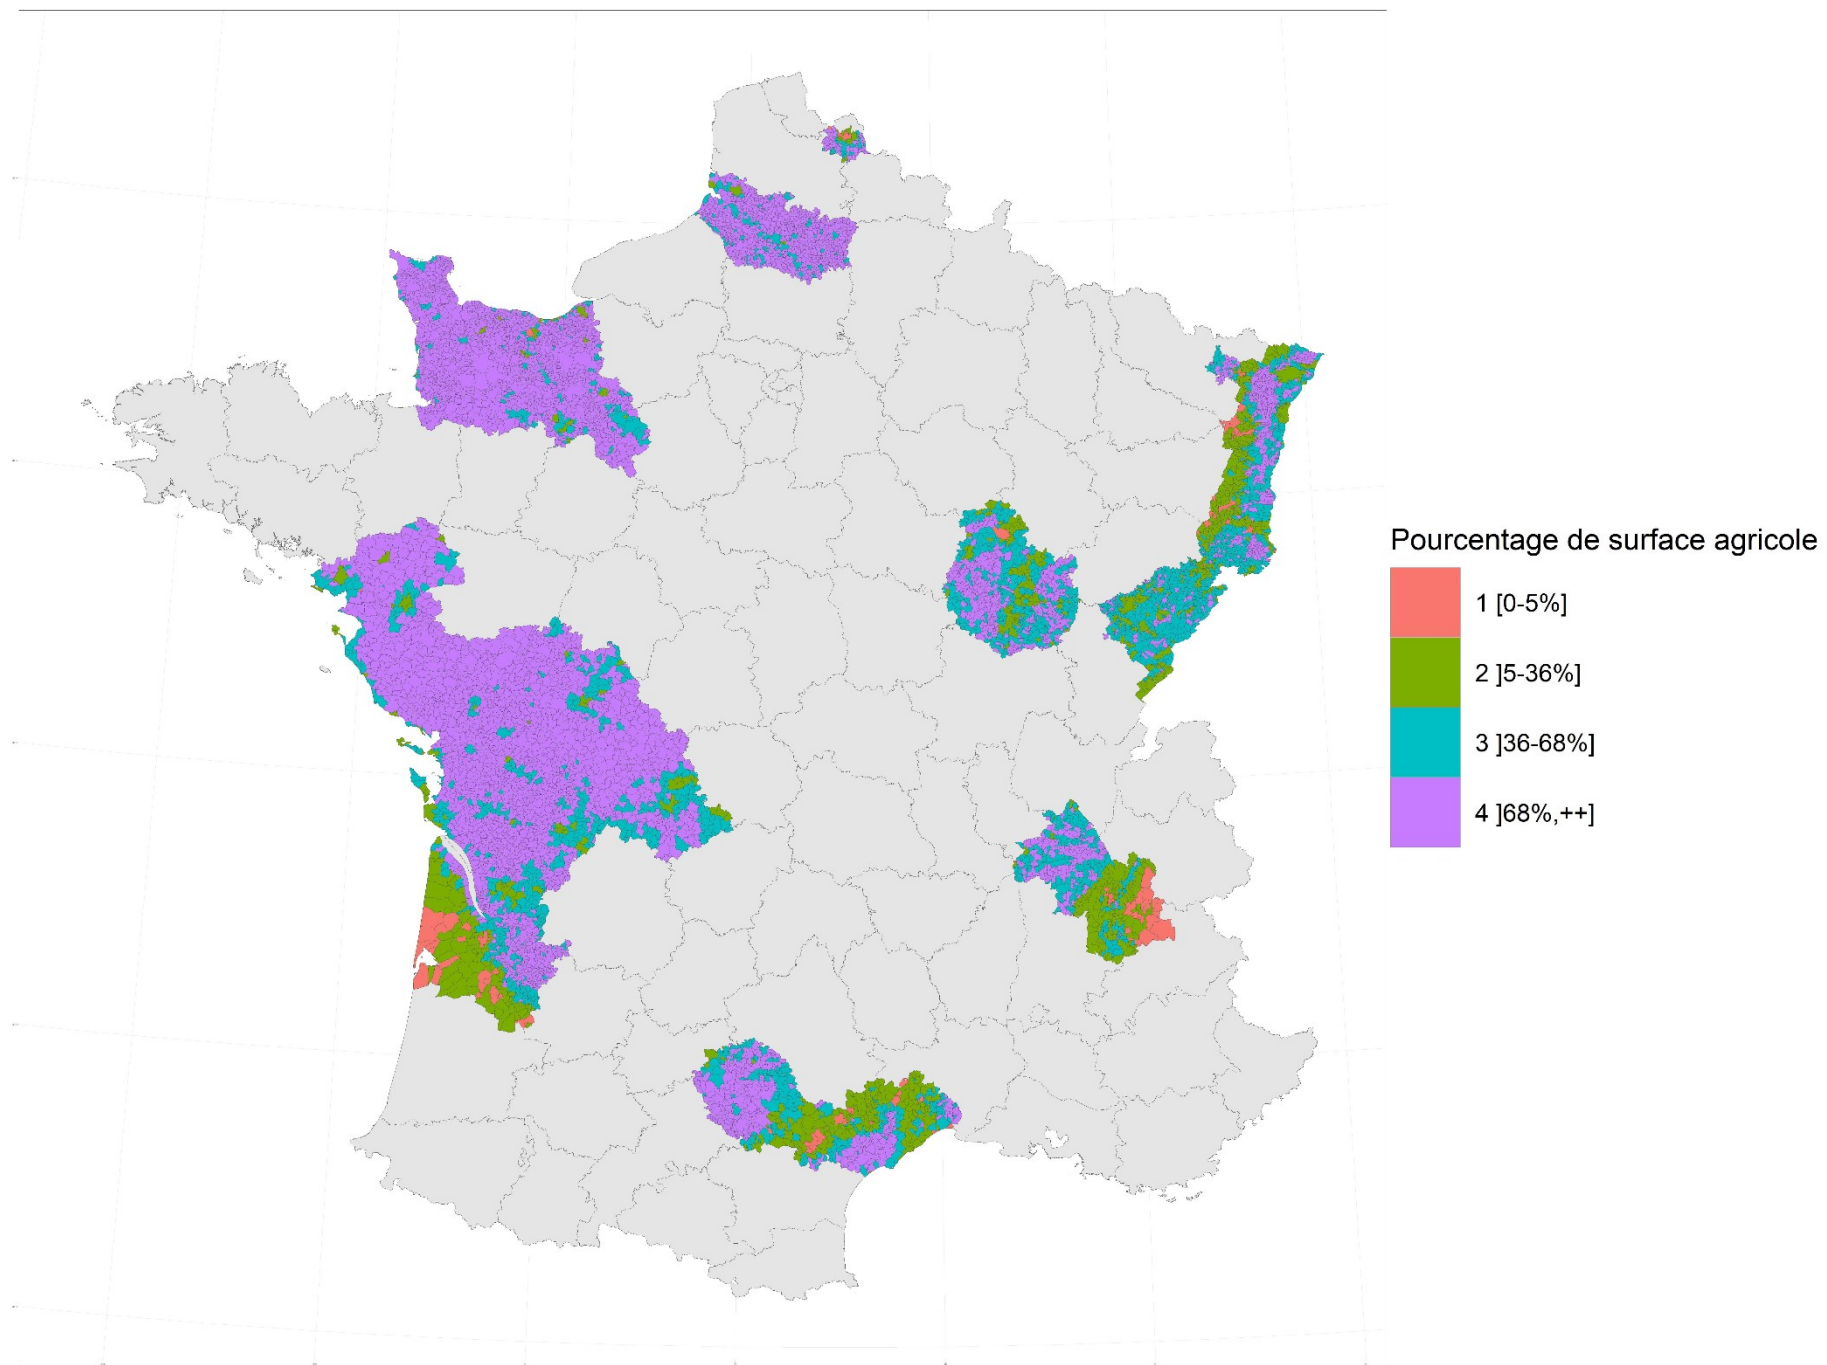 Pourcentage de surface agricole
1 [0-5%]
2 ]5-36%]
3 ]36-68%]
4 ]68%,++]